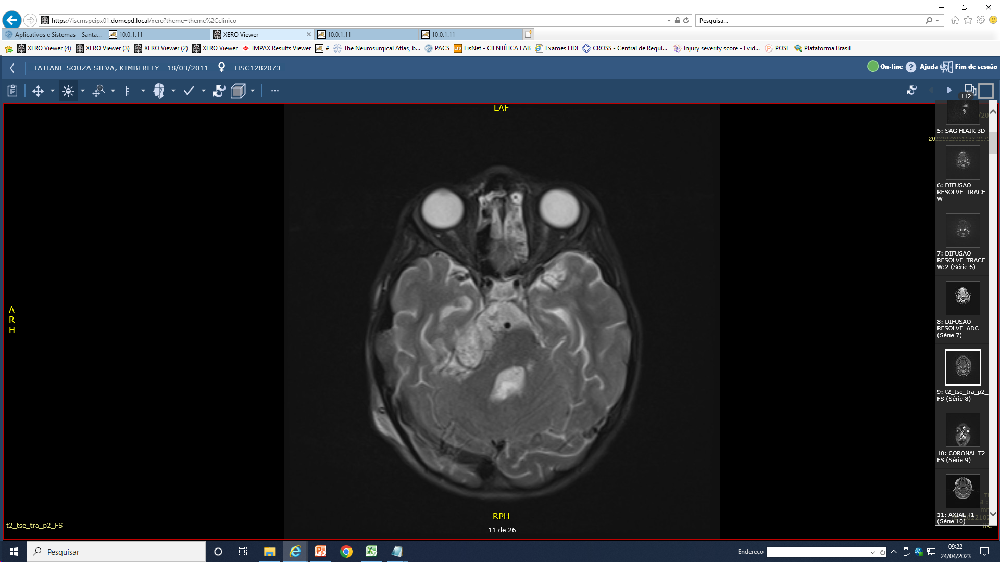 https://iscmspeipx01.domcpd.local/xero?theme=theme%2Cclinico
Pesquisa...
Aplicativos e Sistemas – Santa...
10.0.1.11
XERO Viewer
10.0.1.11
10.0.1.11
XERO Viewer (4)
XERO Viewer (3)
XERO Viewer (2)
XERO Viewer
IMPAX Results Viewer
#
The Neurosurgical Atlas, b...
PACS
LisNet - CIENTÍFICA LAB
Exames FIDI
CROSS - Central de Regul...
Injury severity score - Evid...
POSE
Plataforma Brasil
TATIANE SOUZA SILVA, KIMBERLLY 18/03/2011 HSC1282073
On-line
Ajuda
Fim de sessão
112
LAF
A
R
H
5: SAG FLAIR 3D
6: DIFUSAO
RESOLVE_TRACE
W
7: DIFUSAO
RESOLVE_TRACE
W:2 (Série 6)
8: DIFUSAO
RESOLVE_ADC
(Série 7)
9: t2_tse_tra_p2_
FS (Série 8)
10: CORONAL T2
FS (Série 9)
11: AXIAL T1
(Série 10)
RPH
11 de 26
t2_tse_tra_p2_FS
Pesquisar
Endereço
09:22
24/04/2023